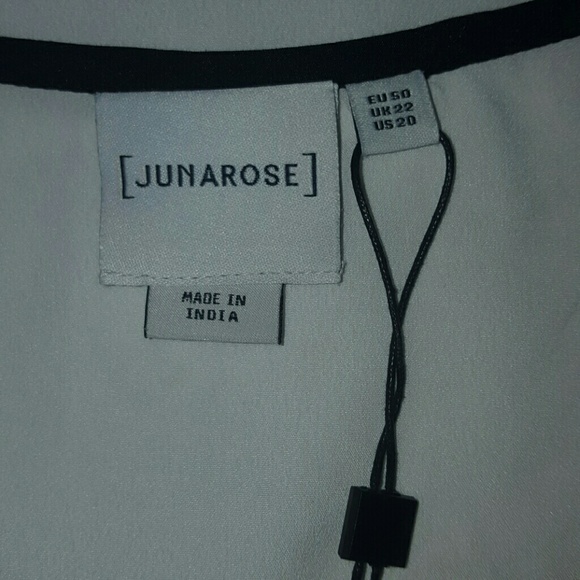 [JUNAROSE]
EU 50
UK 22
US 20
MADE IN
INDIA